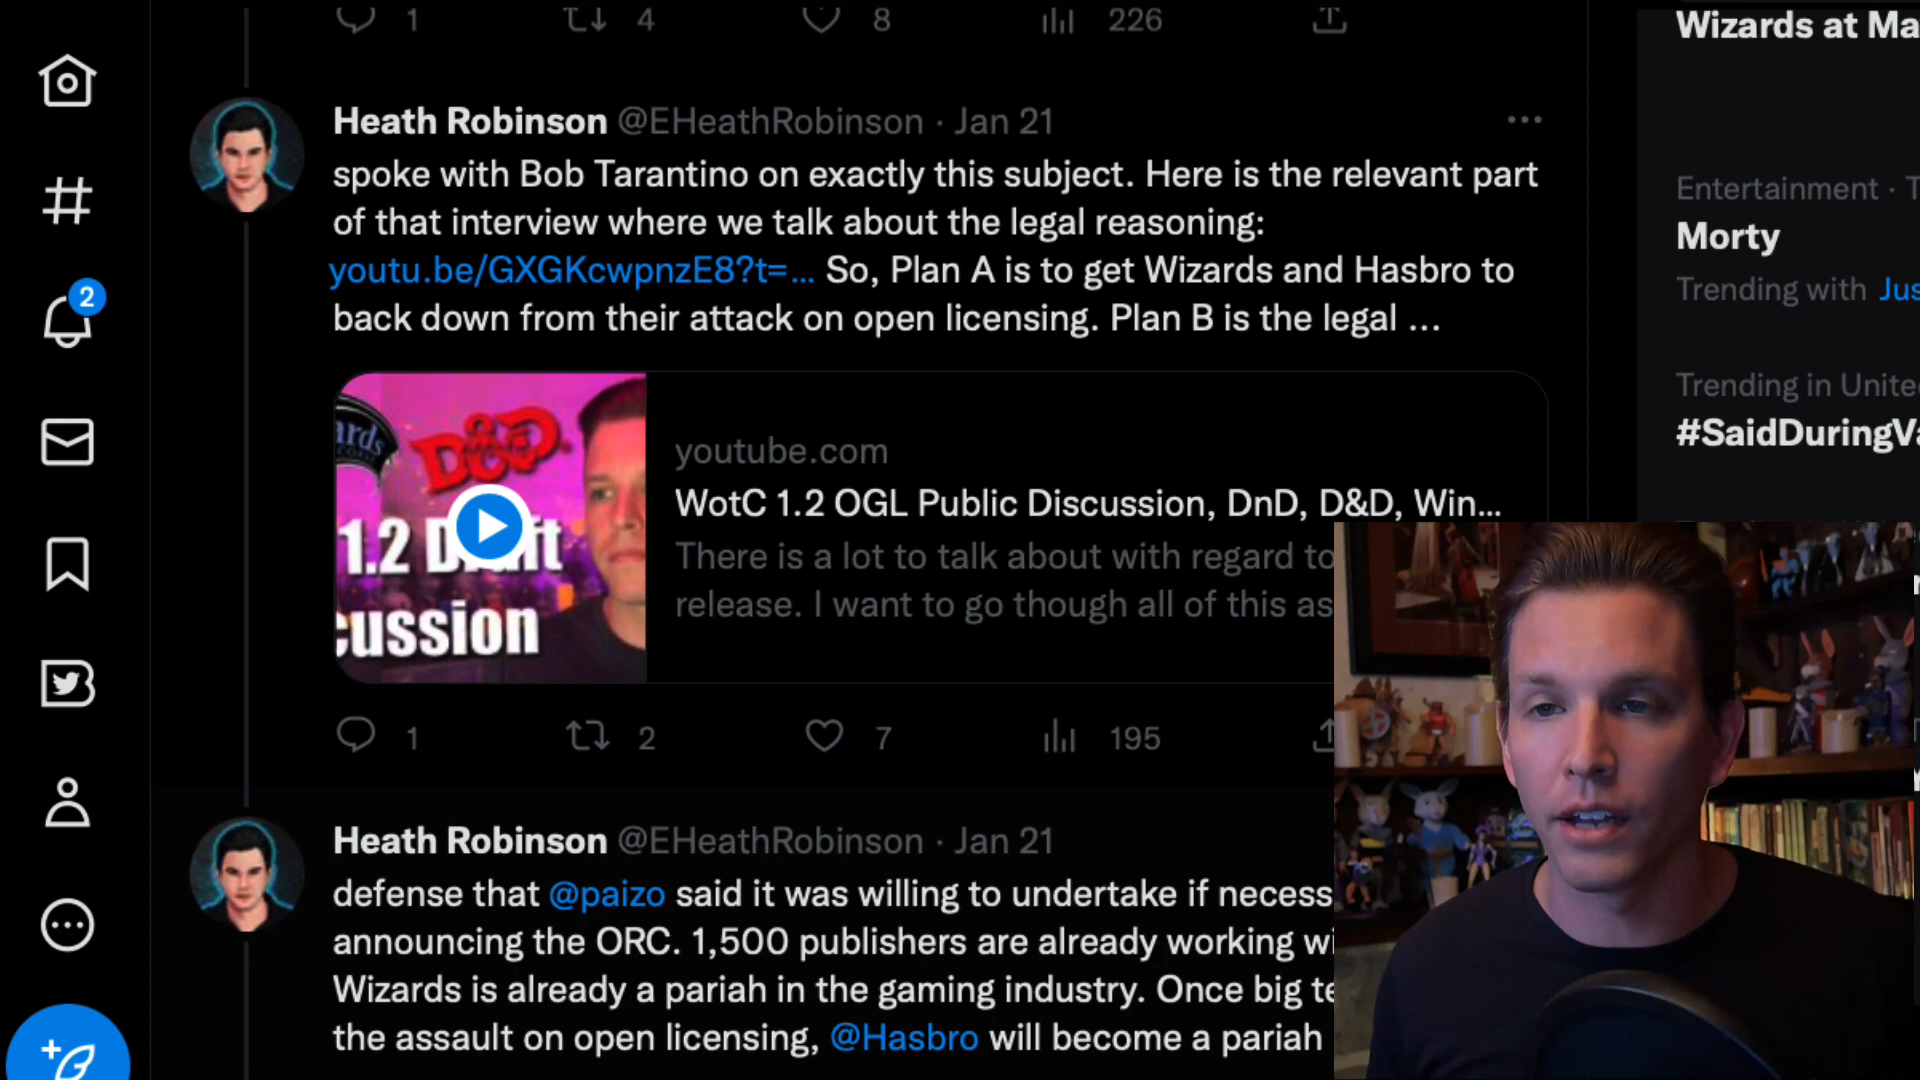 1 4 8 226
Wizards at Ma
Heath Robinson @EHeathRobinson · Jan 21 ...
spoke with Bob Tarantino on exactly this subject. Here is the relevant part
of that interview where we talk about the legal reasoning:
youtu.be/GXGKcwpnzE8?t=... So, Plan A is to get Wizards and Hasbro to
back down from their attack on open licensing. Plan B is the legal ...
Entertainment · T
Morty
Trending with Jus
Trending in Unite
#SaidDuringVa
2
ards
D&D
1.2 Draft
cussion
youtube.com
WotC 1.2 OGL Public Discussion, DnD, D&D, Win...
There is a lot to talk about with regard to
release. I want to go though all of this as
1 2 7 195
Heath Robinson @EHeathRobinson · Jan 21
defense that @paizo said it was willing to undertake if necess
announcing the ORC. 1,500 publishers are already working wi
Wizards is already a pariah in the gaming industry. Once big te
the assault on open licensing, @Hasbro will become a pariah